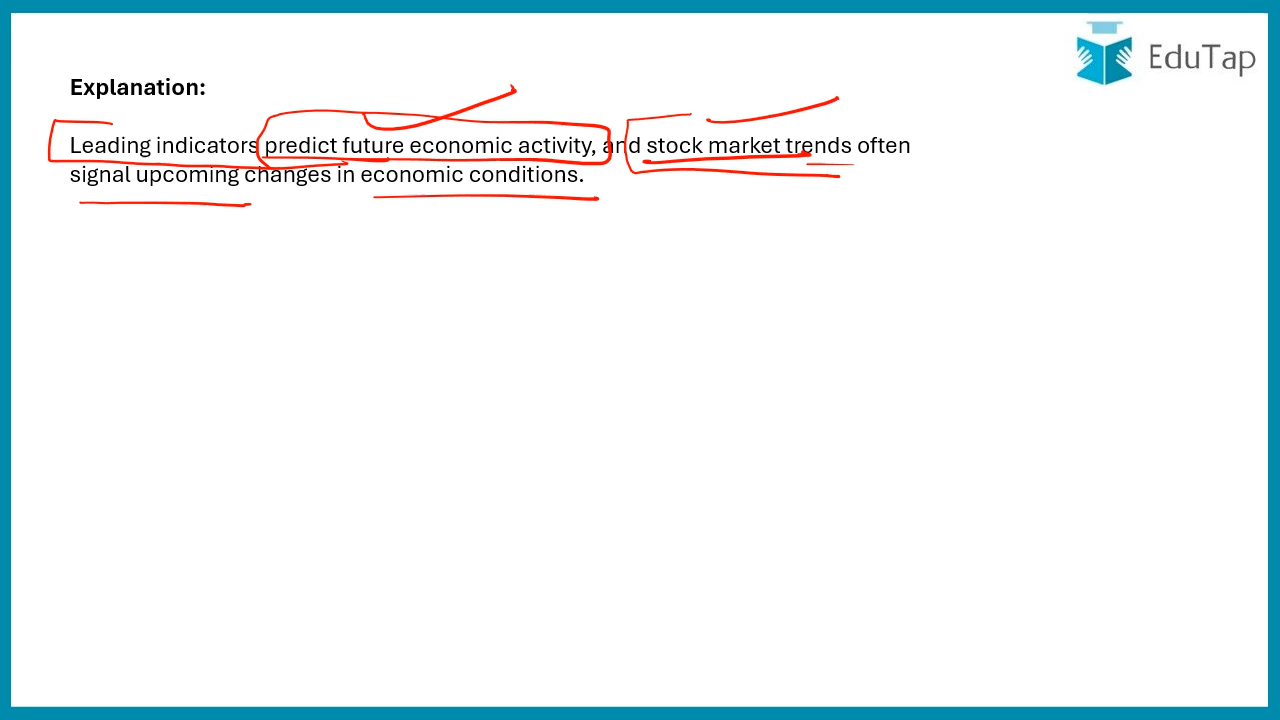 EduTap
Explanation:
Leading indicators predict future economic activity, and stock market trends often
signal upcoming changes in economic conditions.